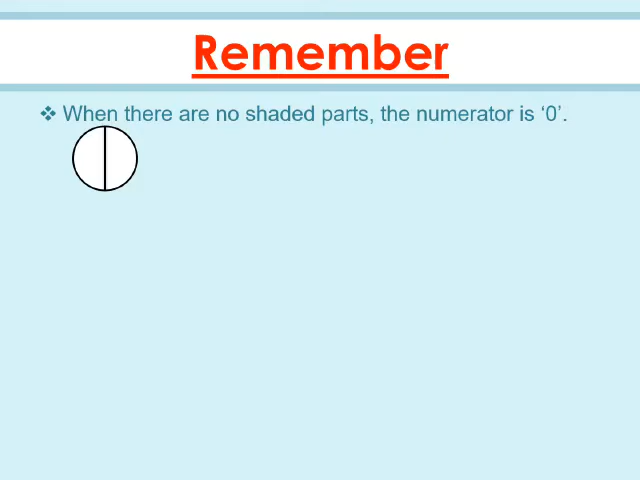 Remember
❖ When there are no shaded parts, the numerator is ‘0’.